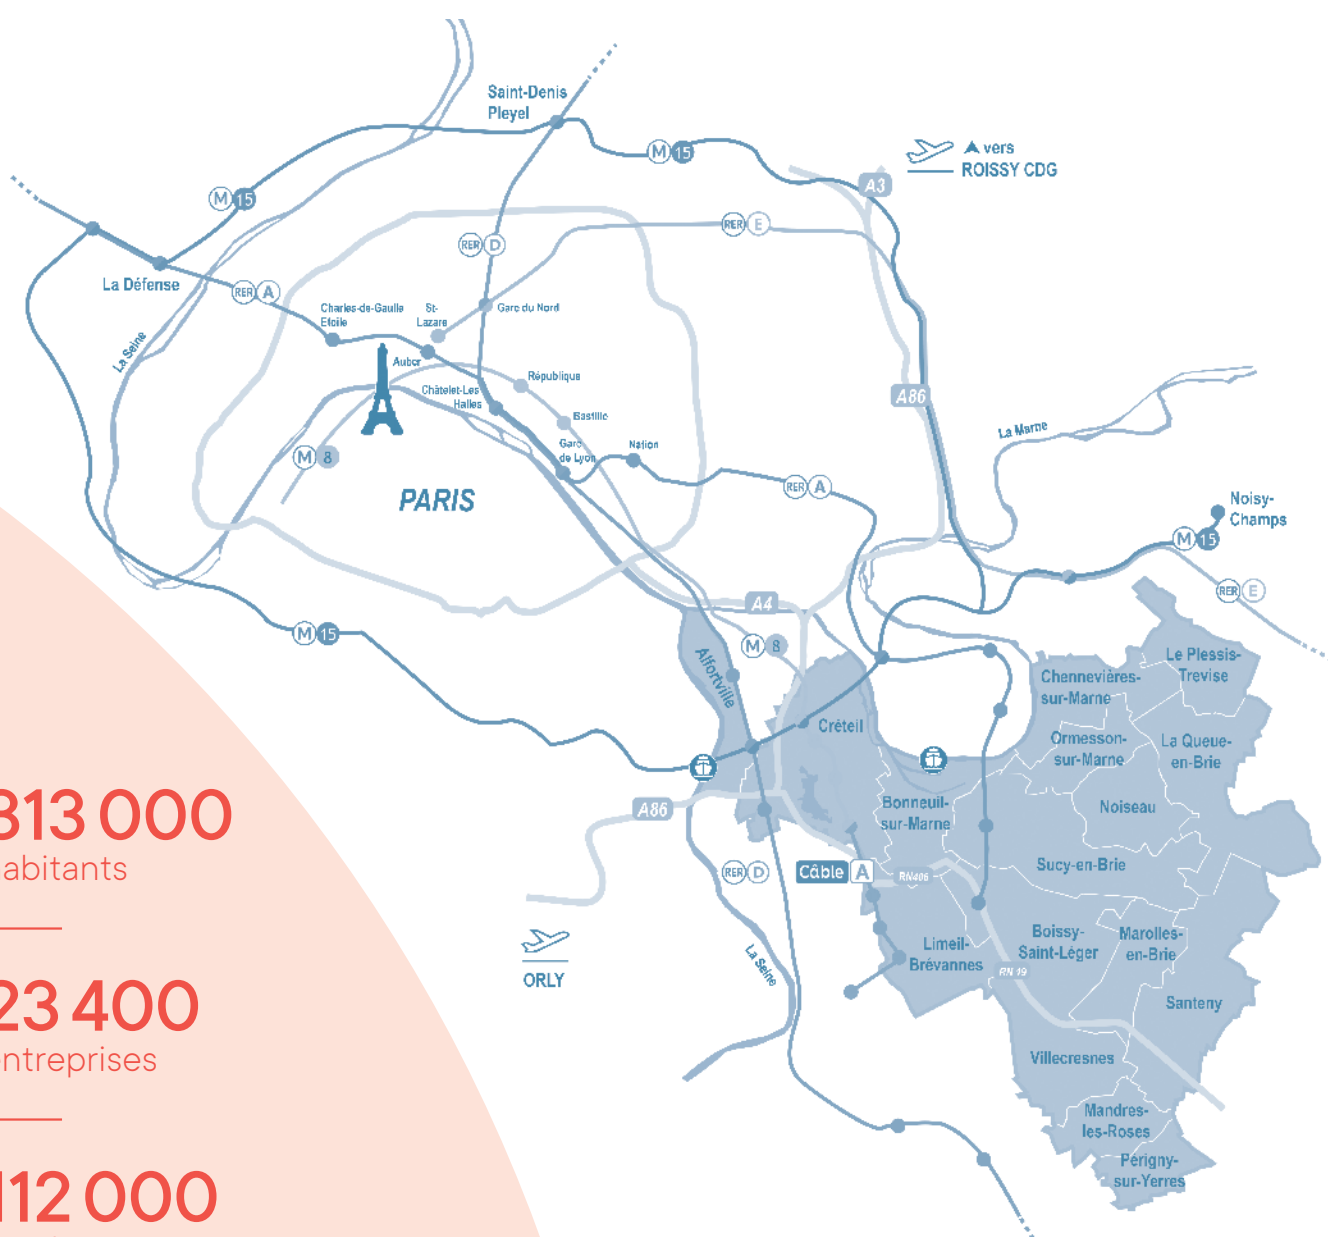 Saint-Denis
Pleyel
vers
ROISSY CDG
M 15
A3
M 15
RER E
RER D
La Défense
RER A
Charles-de-Gaulle
Etoile
St-
Lazare
Gare du Nord
La Seine
Auber
République
Châtelet-Les
Halles
A86
Bastille
La Marne
Gare
de Lyon
Nation
M 8
RER A
PARIS
Noisy-
Champs
M 15
RER E
A4
M 15
M 8
Alfortville
Le Plessis-
Trevise
Chennevières-
sur-Marne
Créteil
Ormesson-
sur-Marne
La Queue-
en-Brie
A86
Bonneuil-
sur-Marne
Noiseau
813 000
abitants
Sucy-en-Brie
RER D
Câble A
RN406
Limeil-
Brévannes
Boissy-
Saint-Léger
Marolles-
en-Brie
La Seine
ORLY
RN 19
Santeny
23 400
ntreprises
Villecresnes
Mandres-
les-Roses
Périgny-
sur-Yerres
112 000